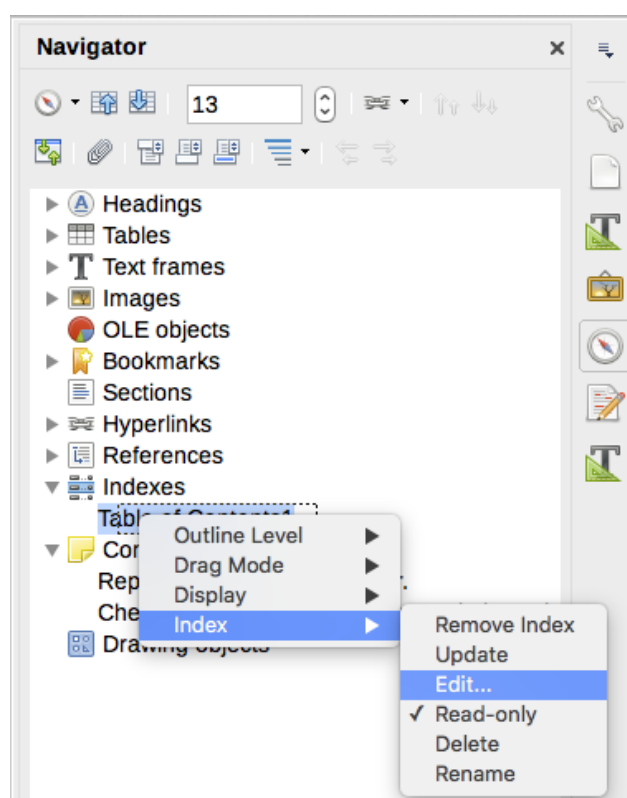 Navigator
13
Headings
Tables
Text frames
Images
OLE objects
Bookmarks
Sections
Hyperlinks
References
Indexes
Outline Level
Drag Mode
Display
Index
Remove Index
Update
Edit...
Read-only
Delete
Rename